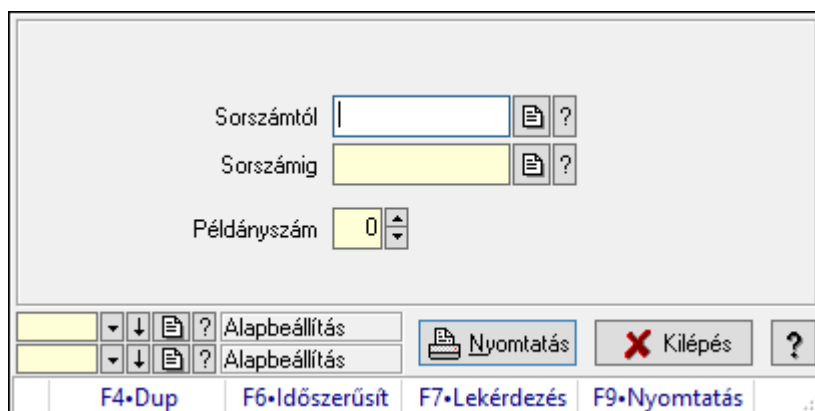 Sorszámtól ?
Sorszámig ?
Példányszám 0
? Alapbeállítás
? Alapbeállítás
Nyomtatás Kilépés ?
F4•Dup F6•Időszerűsít F7•Lekérdezés F9•Nyomtatás